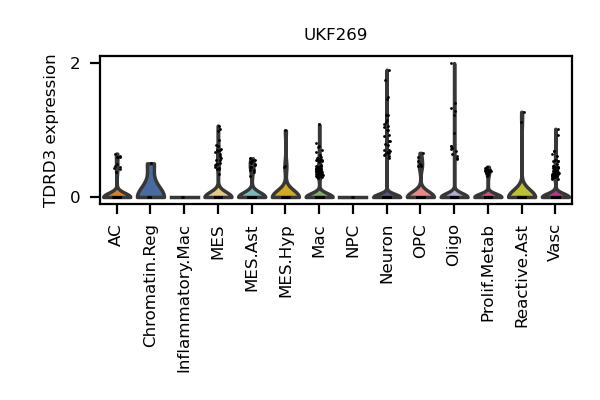 UKF269
TDRD3 expression
2
0
AC
Chromatin.Reg
Inflammatory.Mac
MES
MES.Ast
MES.Hyp
Mac
NPC
Neuron
OPC
Oligo
Prolif.Metab
Reactive.Ast
Vasc